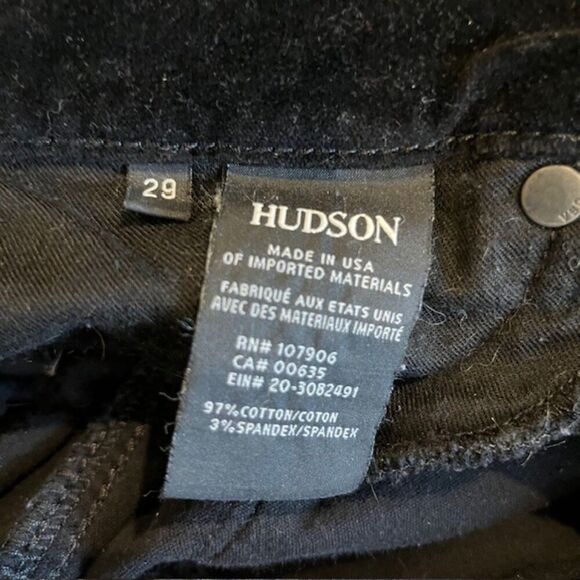 29
HUDSON
MADE IN USA
OF IMPORTED MATERIALS
FABRIQUÉ AUX ETATS UNIS
AVEC DES MATERIAUX IMPORTÉ
RN# 107906
CA# 00635
EIN# 20-3082491
97% COTTON/COTON
3% SPANDEX/SPANDEX